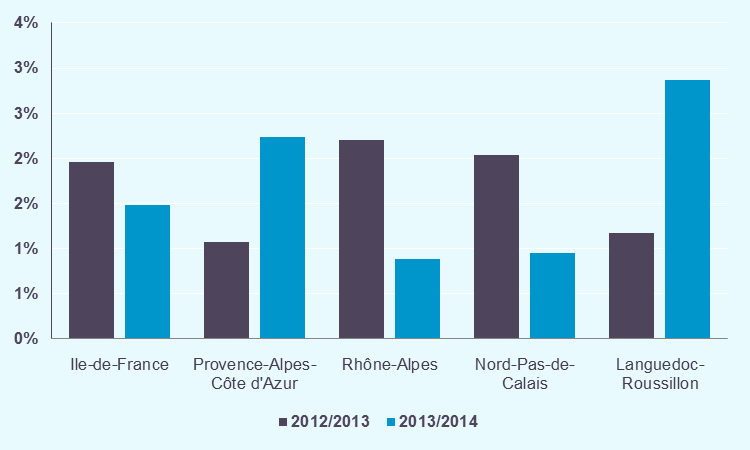 4%
3%
3%
2%
2%
1%
1%
0%
Ile-de-France
Provence-Alpes-
Côte d'Azur
Rhône-Alpes
Nord-Pas-de-
Calais
Languedoc-
Roussillon
2012/2013
2013/2014